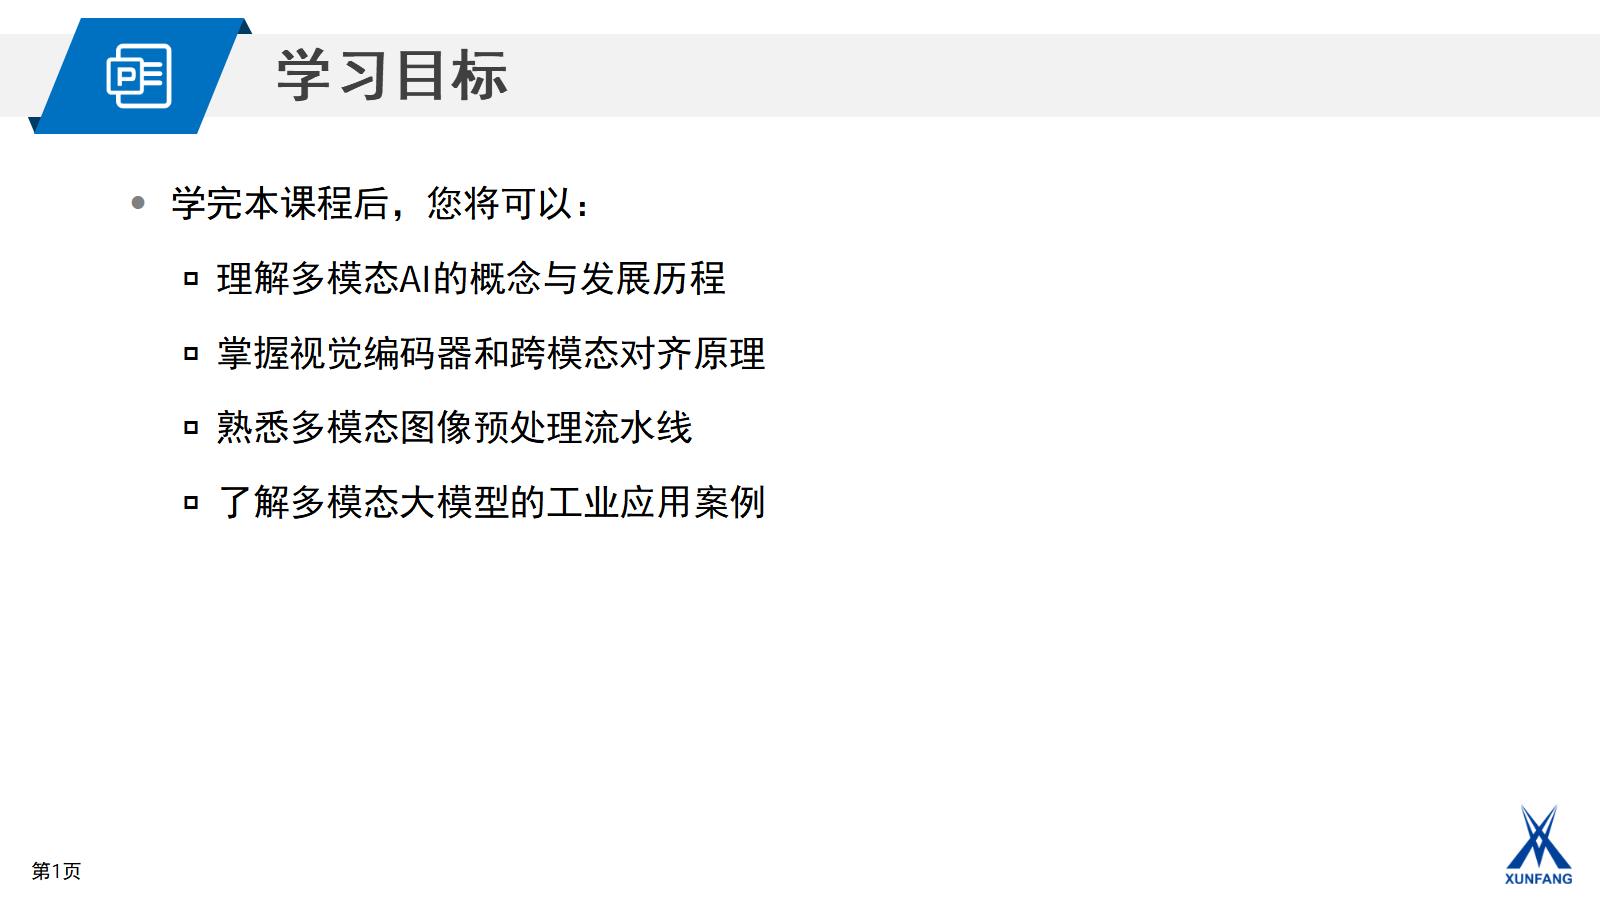 学习目标
学完本课程后，您将可以：
理解多模态AI的概念与发展历程
掌握视觉编码器和跨模态对齐原理
熟悉多模态图像预处理流水线
了解多模态大模型的工业应用案例
第1页
XUNFANG